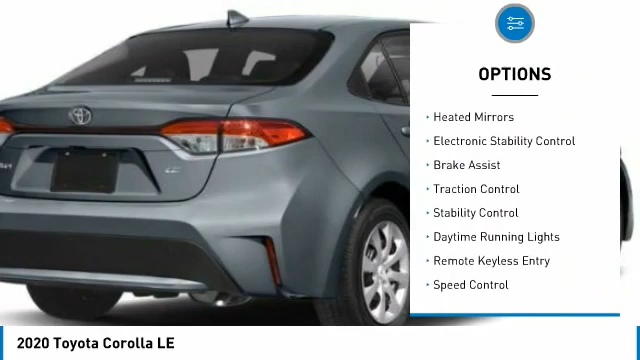 OPTIONS
Heated Mirrors
Electronic Stability Control
Brake Assist
Traction Control
Stability Control
Daytime Running Lights
Remote Keyless Entry
Speed Control
LE
2020 Toyota Corolla LE